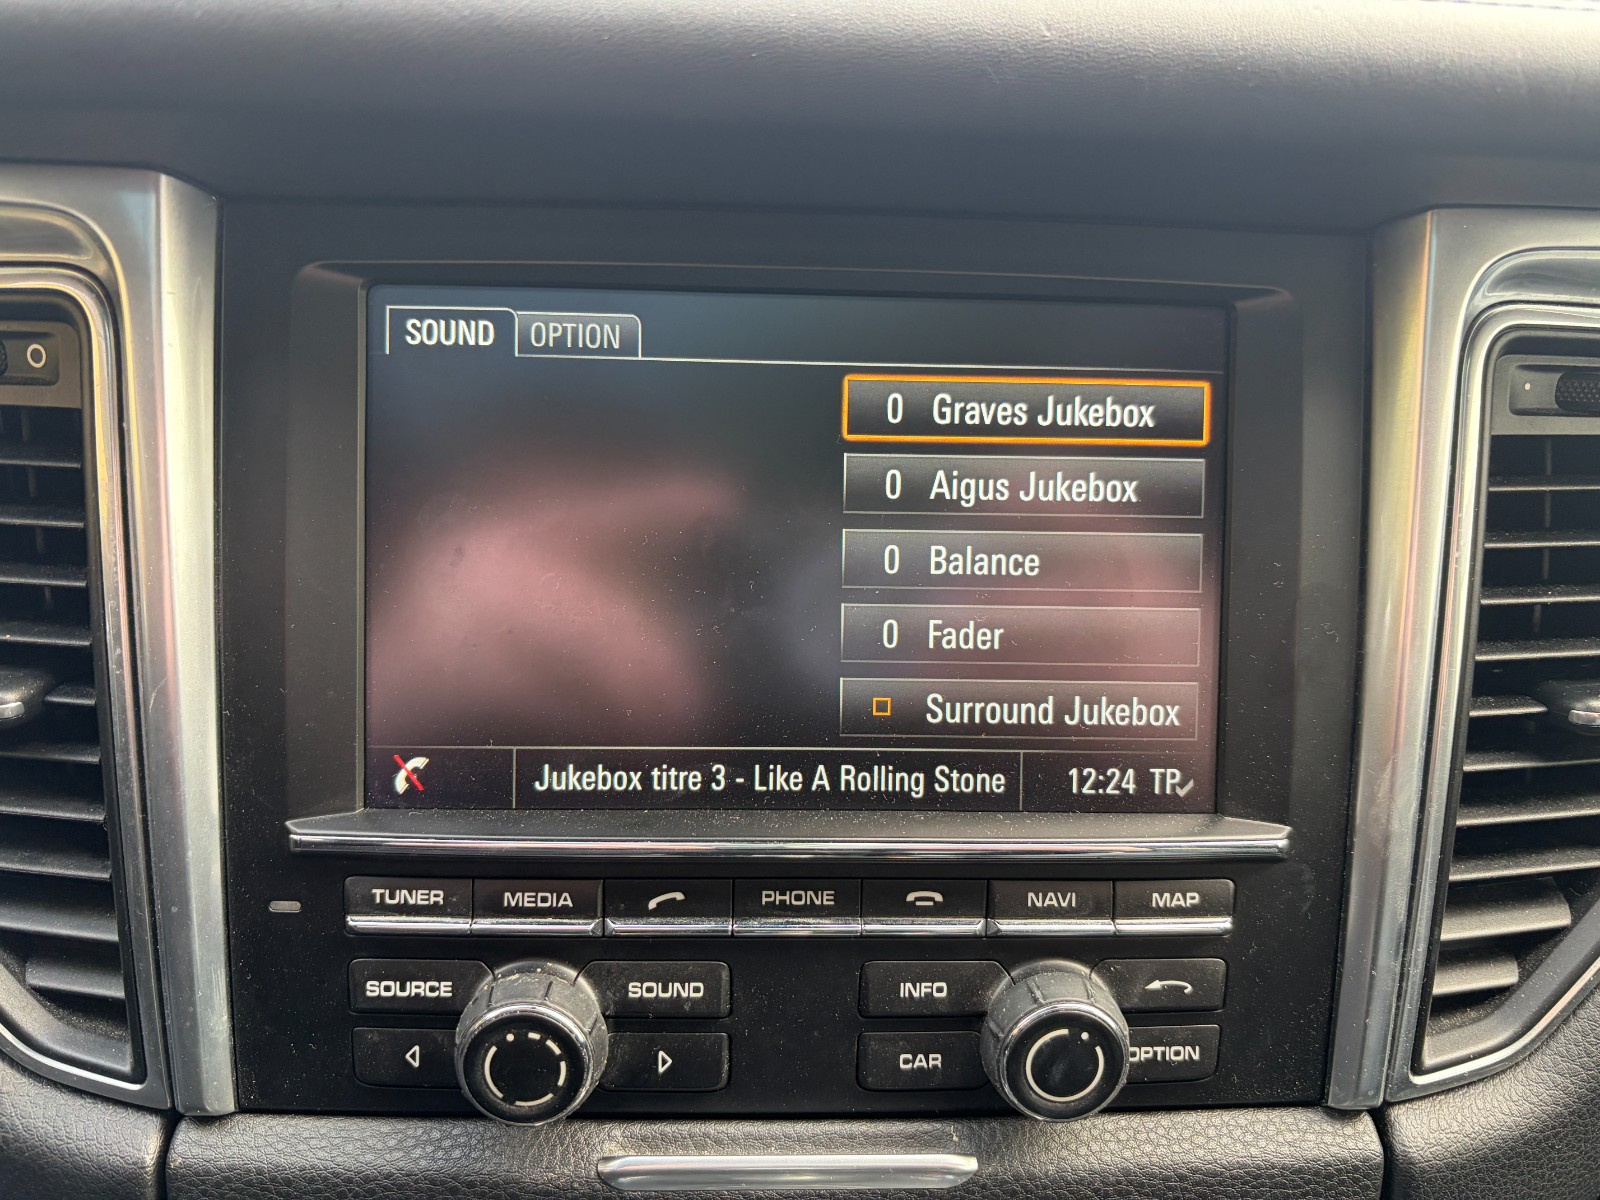 SOUND OPTION
0 Graves Jukebox
0 Aigus Jukebox
0 Balance
0 Fader
Surround Jukebox
Jukebox titre 3 - Like A Rolling Stone 12:24 TP
TUNER MEDIA PHONE NAVI MAP
SOURCE SOUND INFO
CAR OPTION